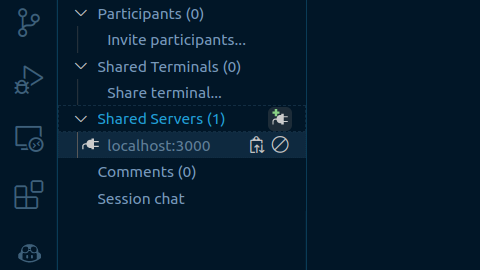 Participants (0)
Invite participants...
Shared Terminals (0)
Share terminal...
Shared Servers (1)
localhost:3000
Comments (0)
Session chat